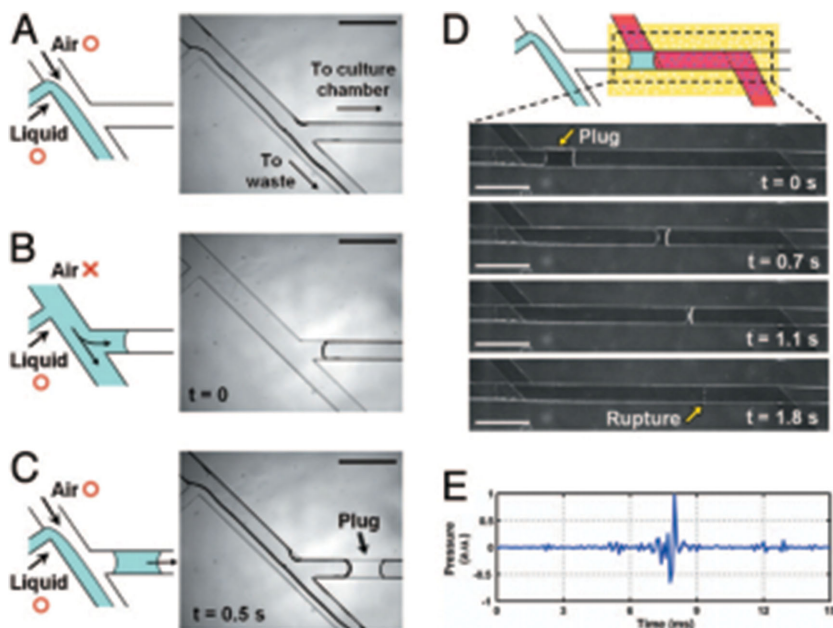 A
Air O
Liquid
O
To culture
chamber
To
waste
B
Air X
Liquid
O
t = 0
C
Air O
Liquid
O
Plug
t = 0.5 s
D
Plug
t = 0 s
t = 0.7 s
t = 1.1 s
Rupture
t = 1.8 s
E
Pressure
(a.u.)
1
0.5
0
-0.5
-1
0
3
6
9
12
15
Time (ms)